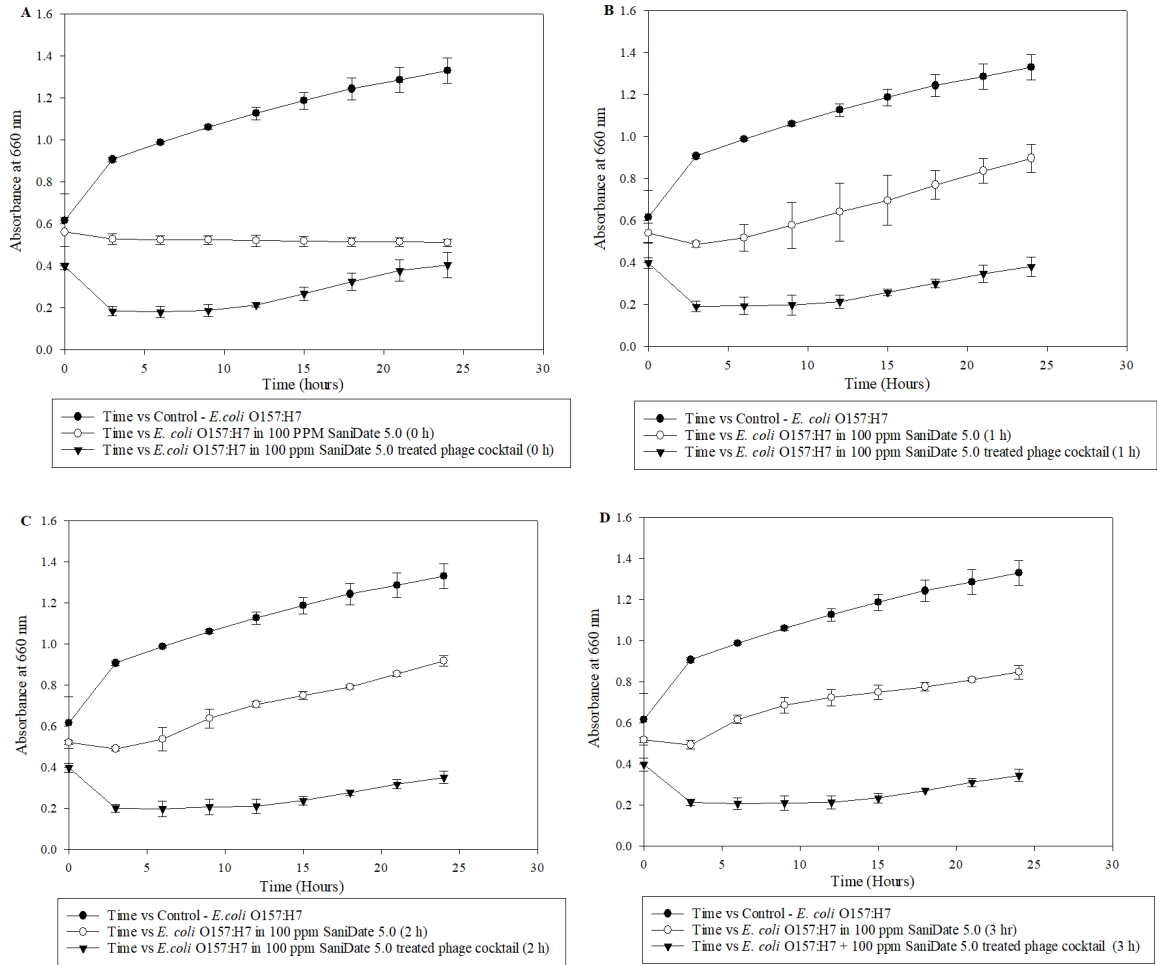 A
1.6
1.4
1.2
1.0
0.8
0.6
0.4
0.2
0.0
Absorbance at 660 nm
0 5 10 15 20 25 30
Time (hours)
Time vs Control - E.coli O157:H7
Time vs E. coli O157:H7 in 100 PPM SaniDate 5.0 (0 h)
Time vs E.coli O157:H7 in 100 ppm SaniDate 5.0 treated phage cocktail (0 h)
B
1.6
1.4
1.2
1.0
0.8
0.6
0.4
0.2
0.0
Absorbance at 660 nm
0 5 10 15 20 25 30
Time (Hours)
Time vs Control - E. coli O157:H7
Time vs E. coli O157:H7 in 100 ppm SaniDate 5.0 (1 h)
Time vs E. coli O157:H7 in 100 ppm SaniDate 5.0 treated phage cocktail (1 h)
C
1.6
1.4
1.2
1.0
0.8
0.6
0.4
0.2
0.0
Absorbance at 660 nm
0 5 10 15 20 25 30
Time (Hours)
Time vs Control - E.coli O157:H7
Time vs E. coli O157:H7 in 100 ppm SaniDate 5.0 (2 h)
Time vs E.coli O157:H7 in 100 ppm SaniDate 5.0 treated phage cocktail (2 h)
D
1.6
1.4
1.2
1.0
0.8
0.6
0.4
0.2
0.0
Absorbance at 660 nm
0 5 10 15 20 25 30
Time (Hours)
Time vs Control - E. coli O157:H7
Time vs E. coli O157:H7 in 100 ppm SaniDate 5.0 (3 hr)
Time vs E. coli O157:H7 + 100 ppm SaniDate 5.0 treated phage cocktail (3 h)